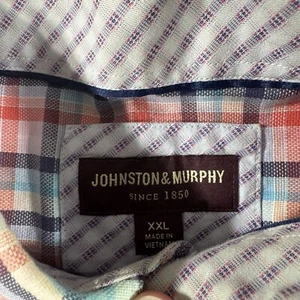 JOHNSTON&MURPHY
SINCE 1850
XXL
MADE IN
VIETNAM